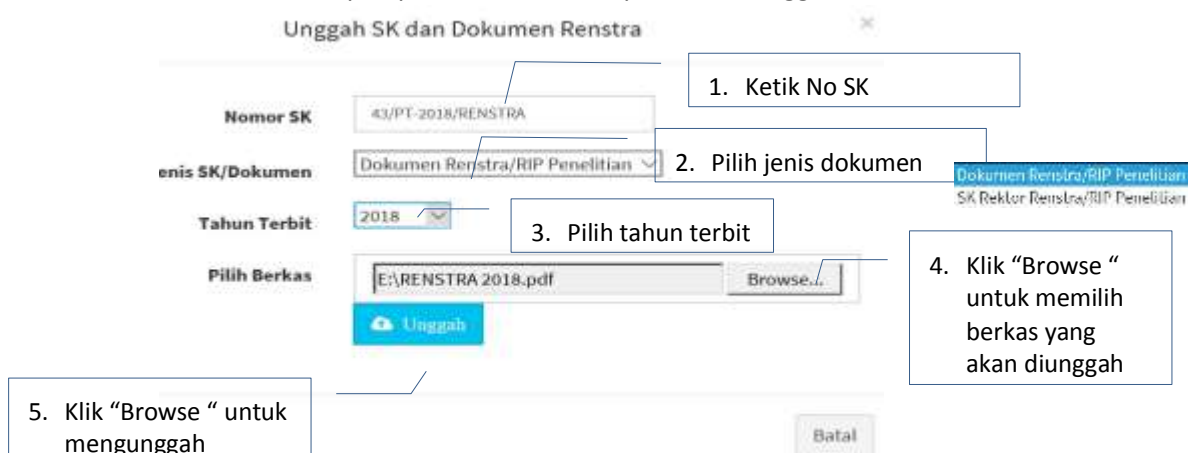 Unggah SK dan Dokumen Renstra
×
1. Ketik No SK
Nomor SK
43/PT-2018/RENSTRA
enis SK/Dokumen
Dokumen Renstra/RIP Penelitian
2. Pilih jenis dokumen
Dokumen Renstra/RIP Penelitian
SK Rektor Renstra/RIP Penelitian
Tahun Terbit
2018
3. Pilih tahun terbit
Pilih Berkas
E:\RENSTRA 2018.pdf
Browse...
4. Klik “Browse “
untuk memilih
berkas yang
akan diunggah
Unggah
5. Klik “Browse “ untuk
mengunggah
Batal